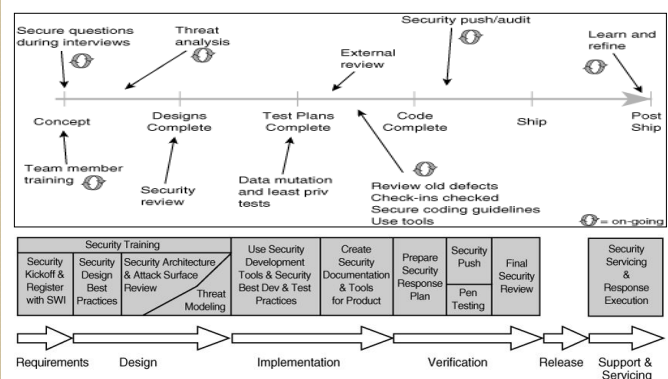 Secure questions
during interviews
Threat
analysis
External
review
Security push/audit
Learn and
refine
Concept
Designs
Complete
Test Plans
Complete
Code
Complete
Ship
Post
Ship
Team member
training
Security
review
Data mutation
and least priv
tests
Review old defects
Check-ins checked
Secure coding guidelines
Use tools
= on-going
Security Training
Security
Kickoff &
Register
with SWI
Security
Design
Best
Practices
Security Architecture
& Attack Surface
Review
Threat
Modeling
Use Security
Development
Tools & Security
Best Dev & Test
Practices
Create
Security
Documentation
& Tools
for Product
Prepare
Security
Response
Plan
Security
Push
Pen
Testing
Final
Security
Review
Security
Servicing
&
Response
Execution
Requirements
Design
Implementation
Verification
Release
Support &
Servicing